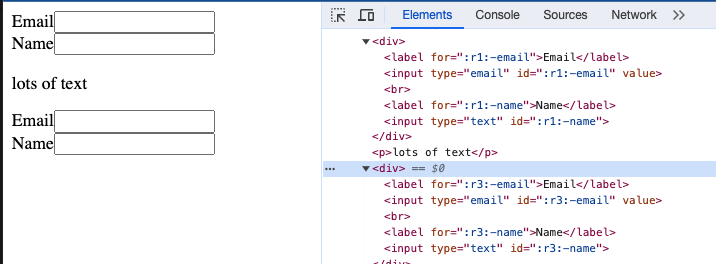 Email
Name
lots of text
Email
Name
Elements Console Sources Network >>
▼<div>
<label for=":r1:-email">Email</label>
<input type="email" id=":r1:-email" value>
<br>
<label for=":r1:-name">Name</label>
<input type="text" id=":r1:-name">
</div>
<p>lots of text</p>
… ▼<div> == $0
<label for=":r3:-email">Email</label>
<input type="email" id=":r3:-email" value>
<br>
<label for=":r3:-name">Name</label>
<input type="text" id=":r3:-name">
</div>